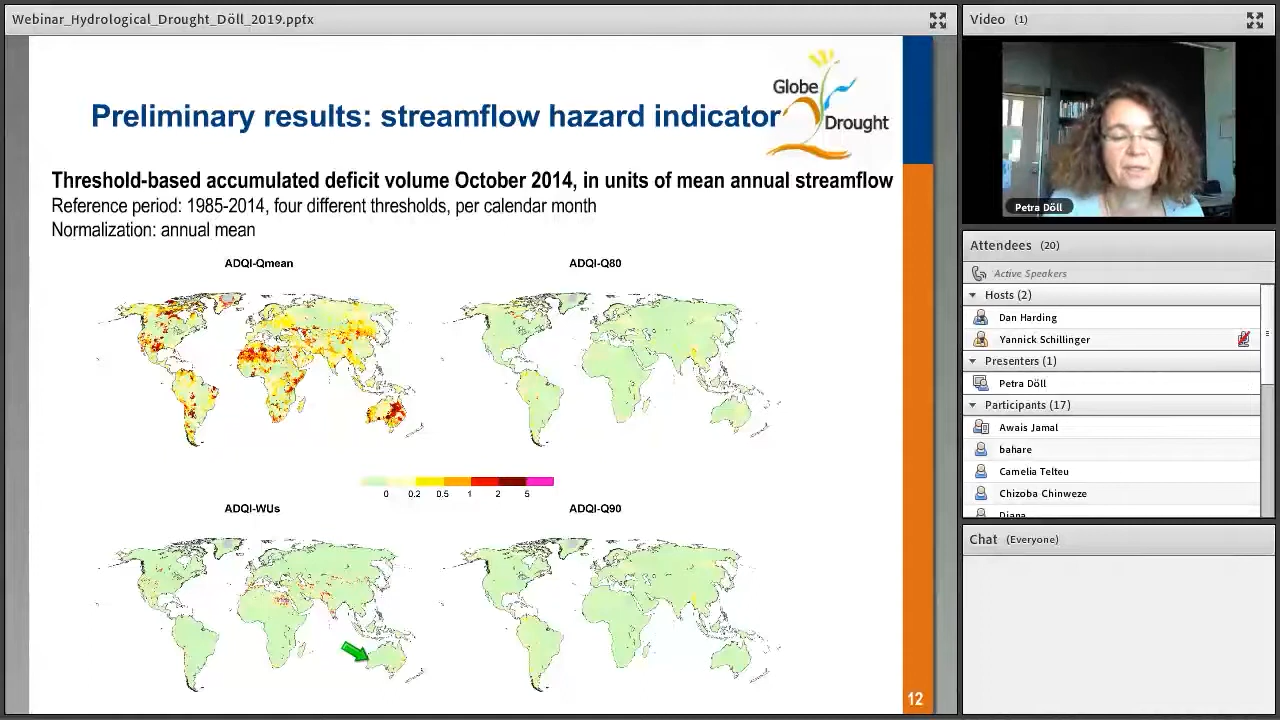 Webinar_Hydrological_Drought_Döll_2019.pptx
Preliminary results: streamflow hazard indicator
Globe
Drought
Threshold-based accumulated deficit volume October 2014, in units of mean annual streamflow
Reference period: 1985-2014, four different thresholds, per calendar month
Normalization: annual mean
ADQI-Qmean
ADQI-Q80
0 0.2 0.5 1 2 5
ADQI-WUs
ADQI-Q90
12
Video (1)
Petra Döll
Attendees (20)
Active Speakers
Hosts (2)
Dan Harding
Yannick Schillinger
Presenters (1)
Petra Döll
Participants (17)
Awais Jamal
bahare
Camelia Telteu
Chizoba Chinweze
Diana
Chat (Everyone)